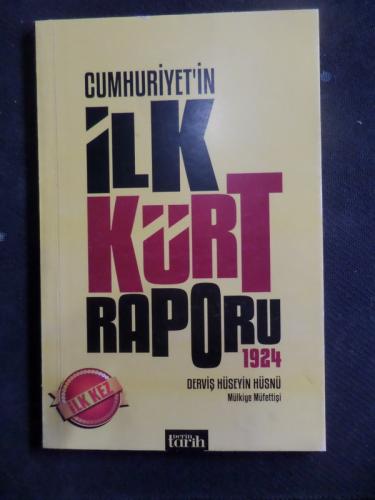 CUMHURİYET'İN
İLK
KÜRT
RAPORU
1924
DERVİŞ HÜSEYİN HÜSNÜ
Mülkiye Müfettişi
İLK KEZ
Derin
tarih